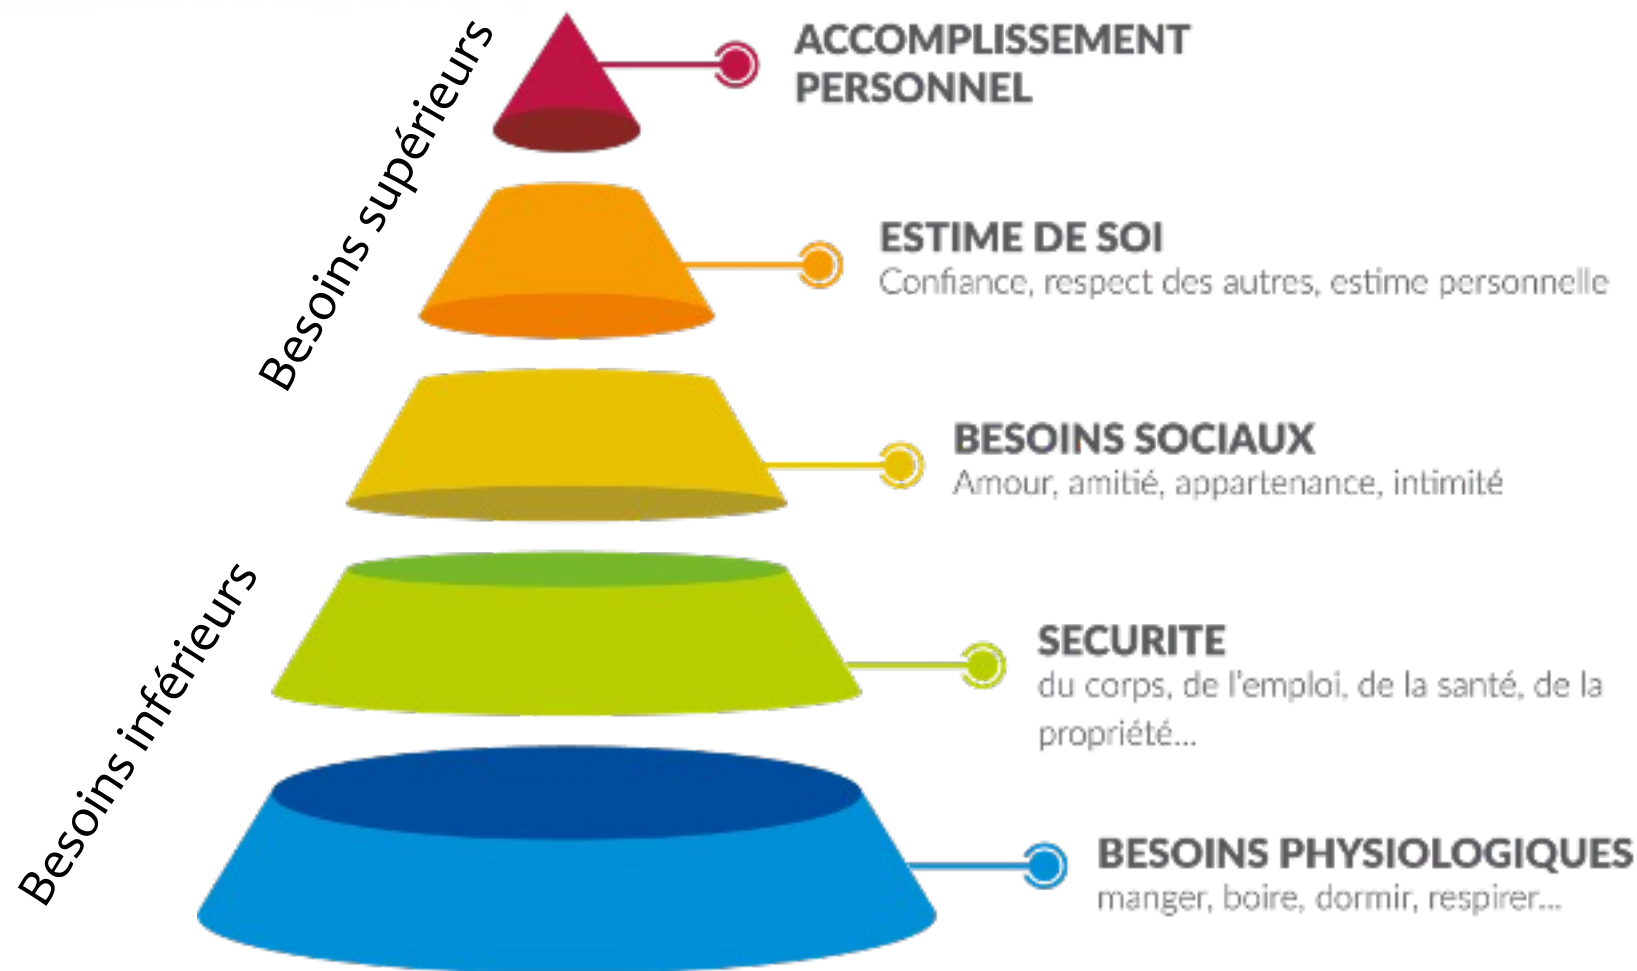 Besoins supérieurs
ACCOMPLISSEMENT
PERSONNEL
ESTIME DE SOI
Confiance, respect des autres, estime personnelle
BESOINS SOCIAUX
Amour, amitié, appartenance, intimité
Besoins inférieurs
SECURITE
du corps, de l'emploi, de la santé, de la
propriété...
BESOINS PHYSIOLOGIQUES
manger, boire, dormir, respirer...